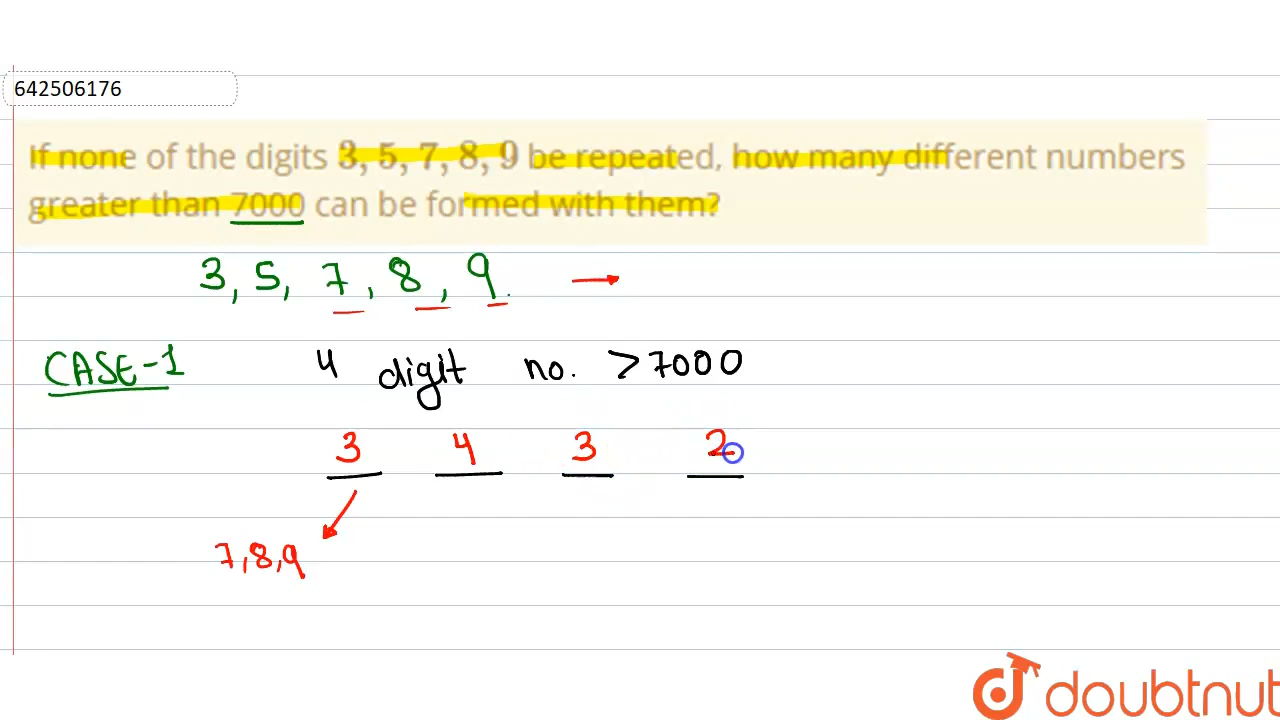 642506176
If none of the digits 3, 5, 7, 8, 9 be repeated, how many different numbers
greater than 7000 can be formed with them?
3, 5, 7, 8, 9. →
CASE-1 4 digit no. > 7000
3 4 3 2
7,8,9
doubtnut